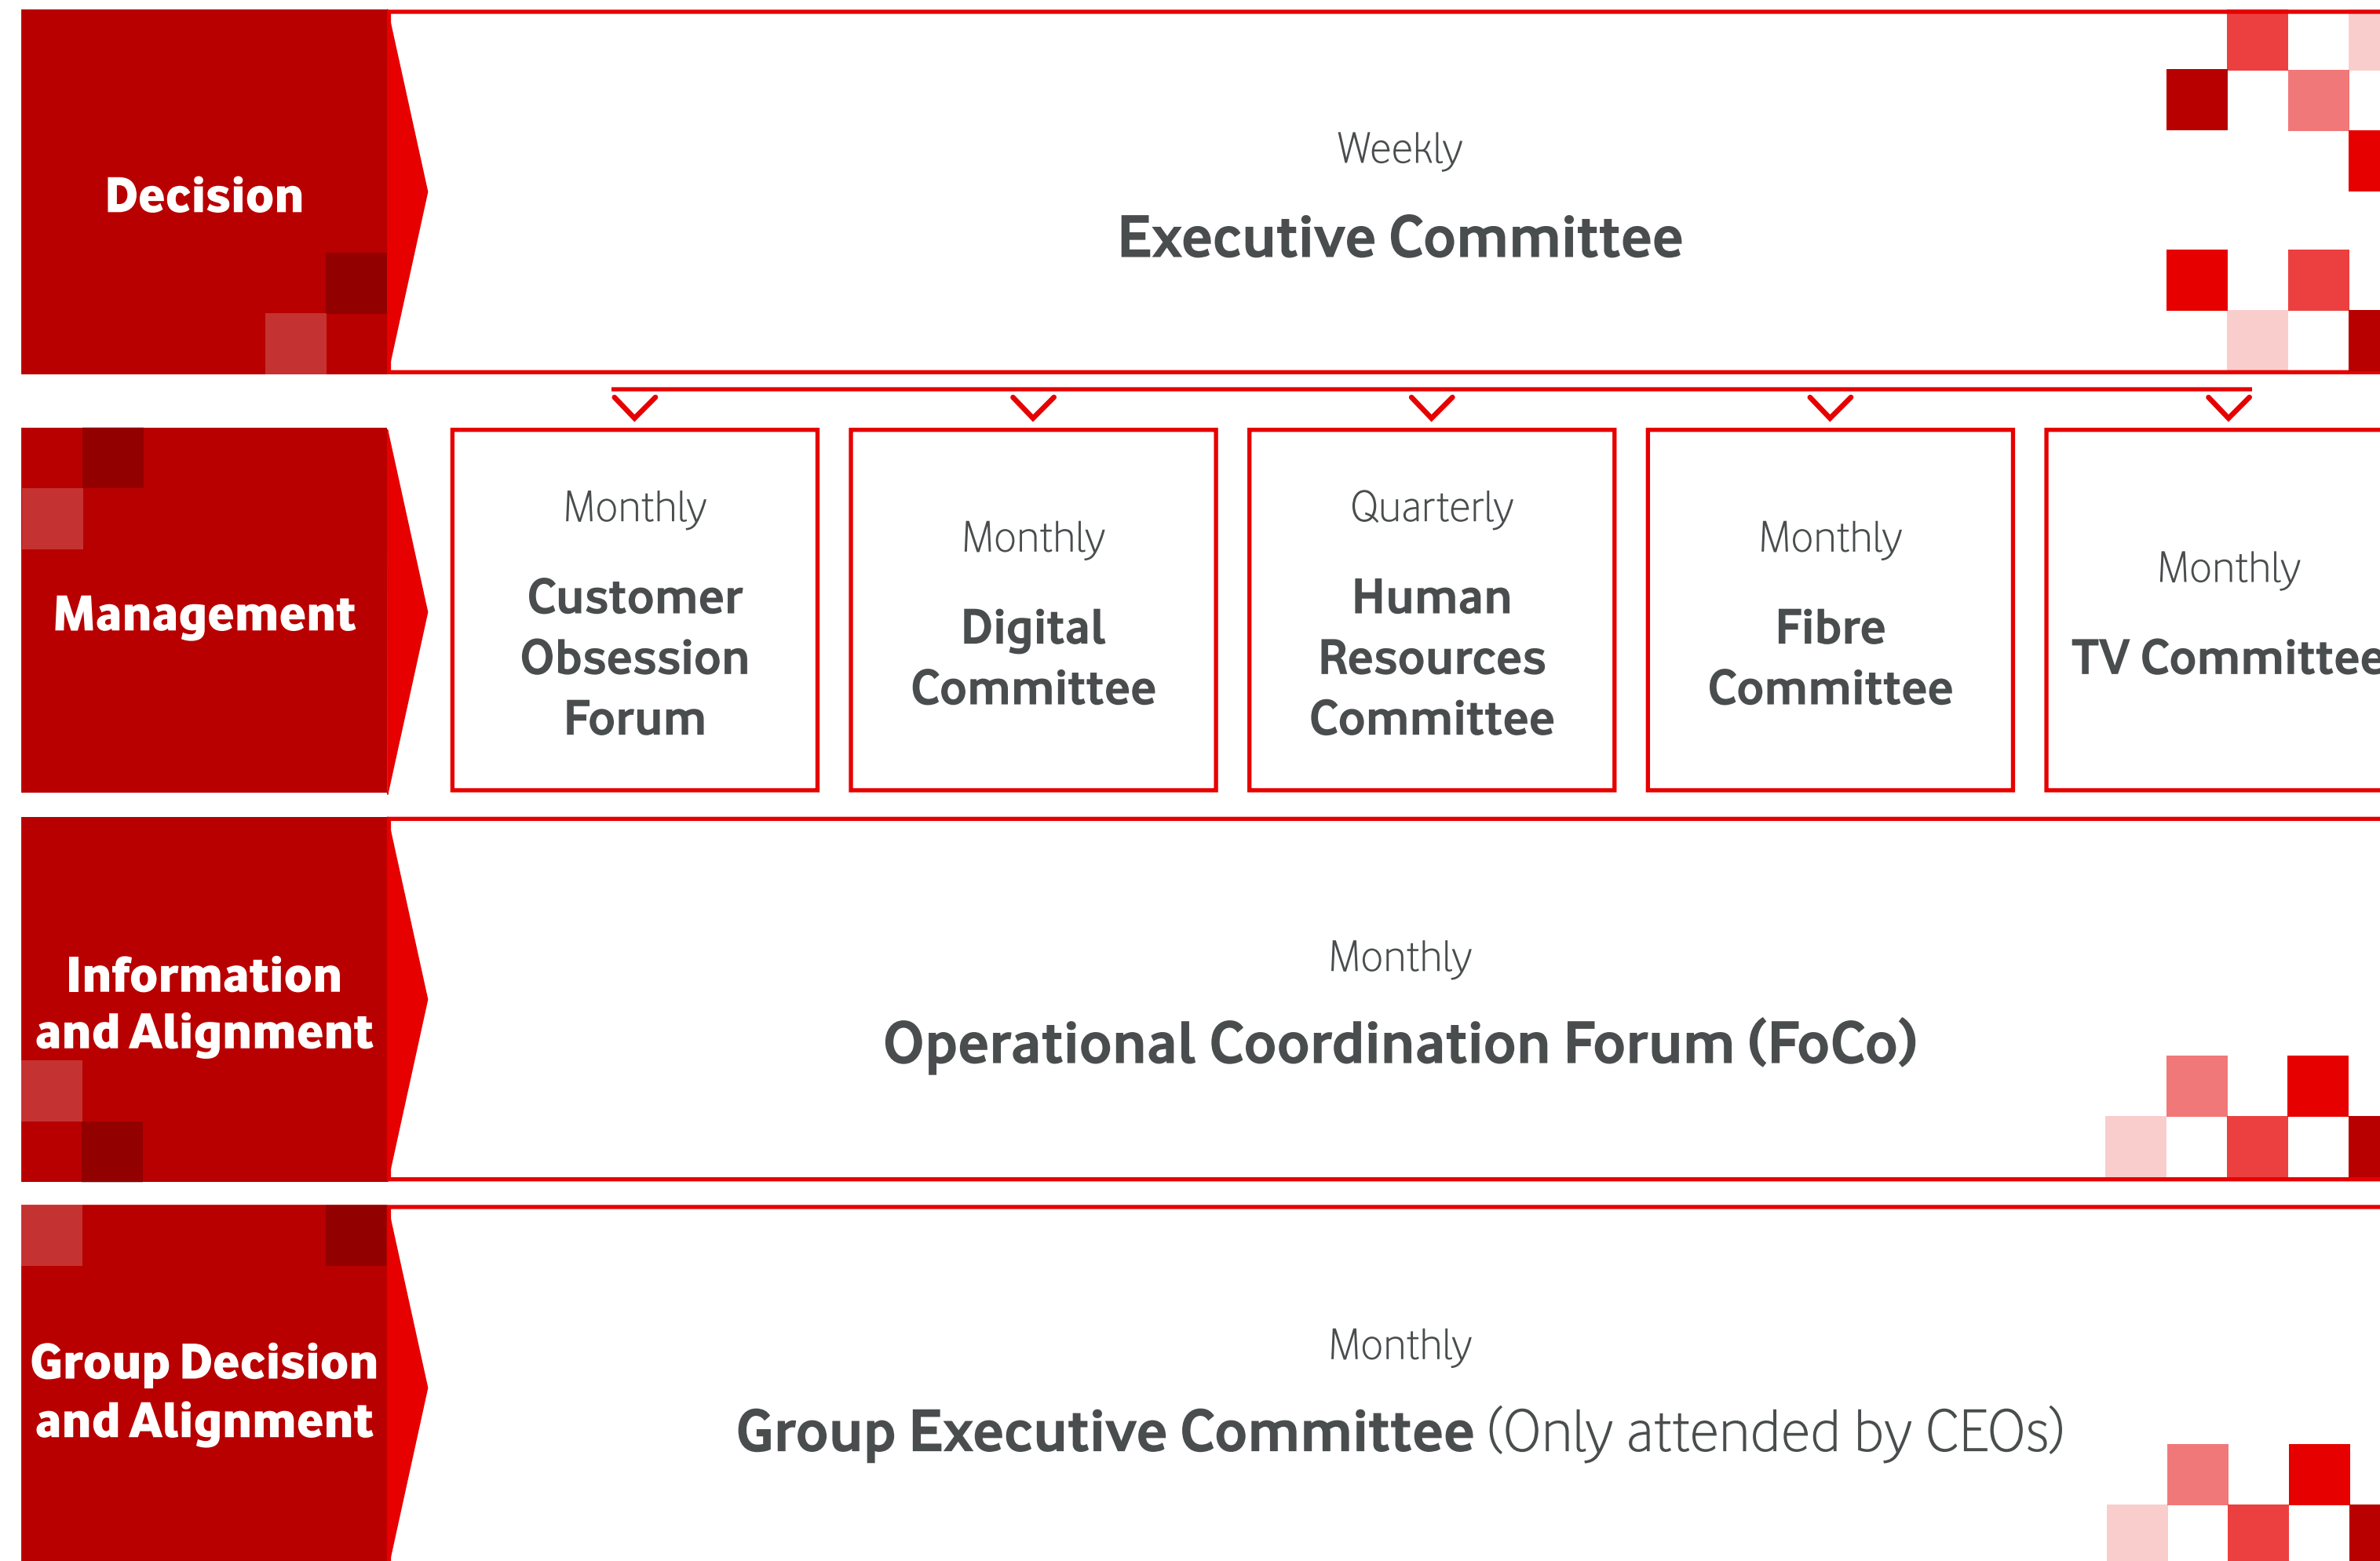 Decision
Weekly
Executive Committee
Management
Monthly
Customer
Obsession
Forum
Monthly
Digital
Committee
Quarterly
Human
Resources
Committee
Monthly
Fibre
Committee
Monthly
TV Committee
Information
and Alignment
Monthly
Operational Coordination Forum (FoCo)
Group Decision
and Alignment
Monthly
Group Executive Committee (Only attended by CEOs)